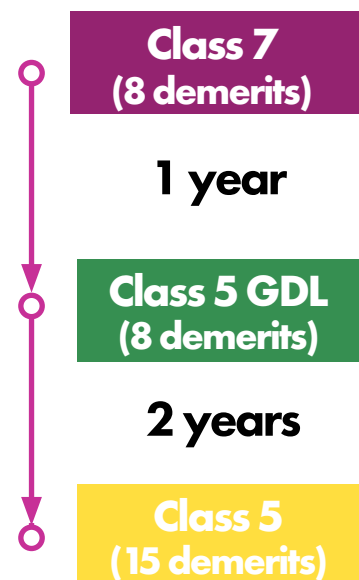 Class 7
(8 demerits)
1 year
Class 5 GDL
(8 demerits)
2 years
Class 5
(15 demerits)